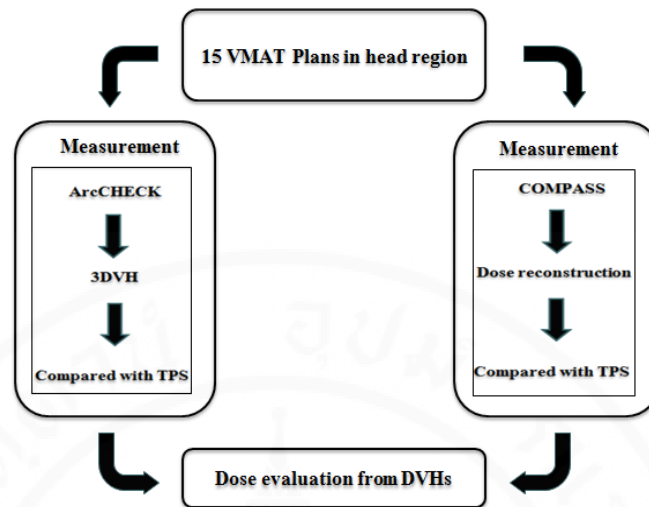 15 VMAT Plans in head region
Measurement
ArcCHECK
3DVH
Compared with TPS
Measurement
COMPASS
Dose reconstruction
Compared with TPS
Dose evaluation from DVHs